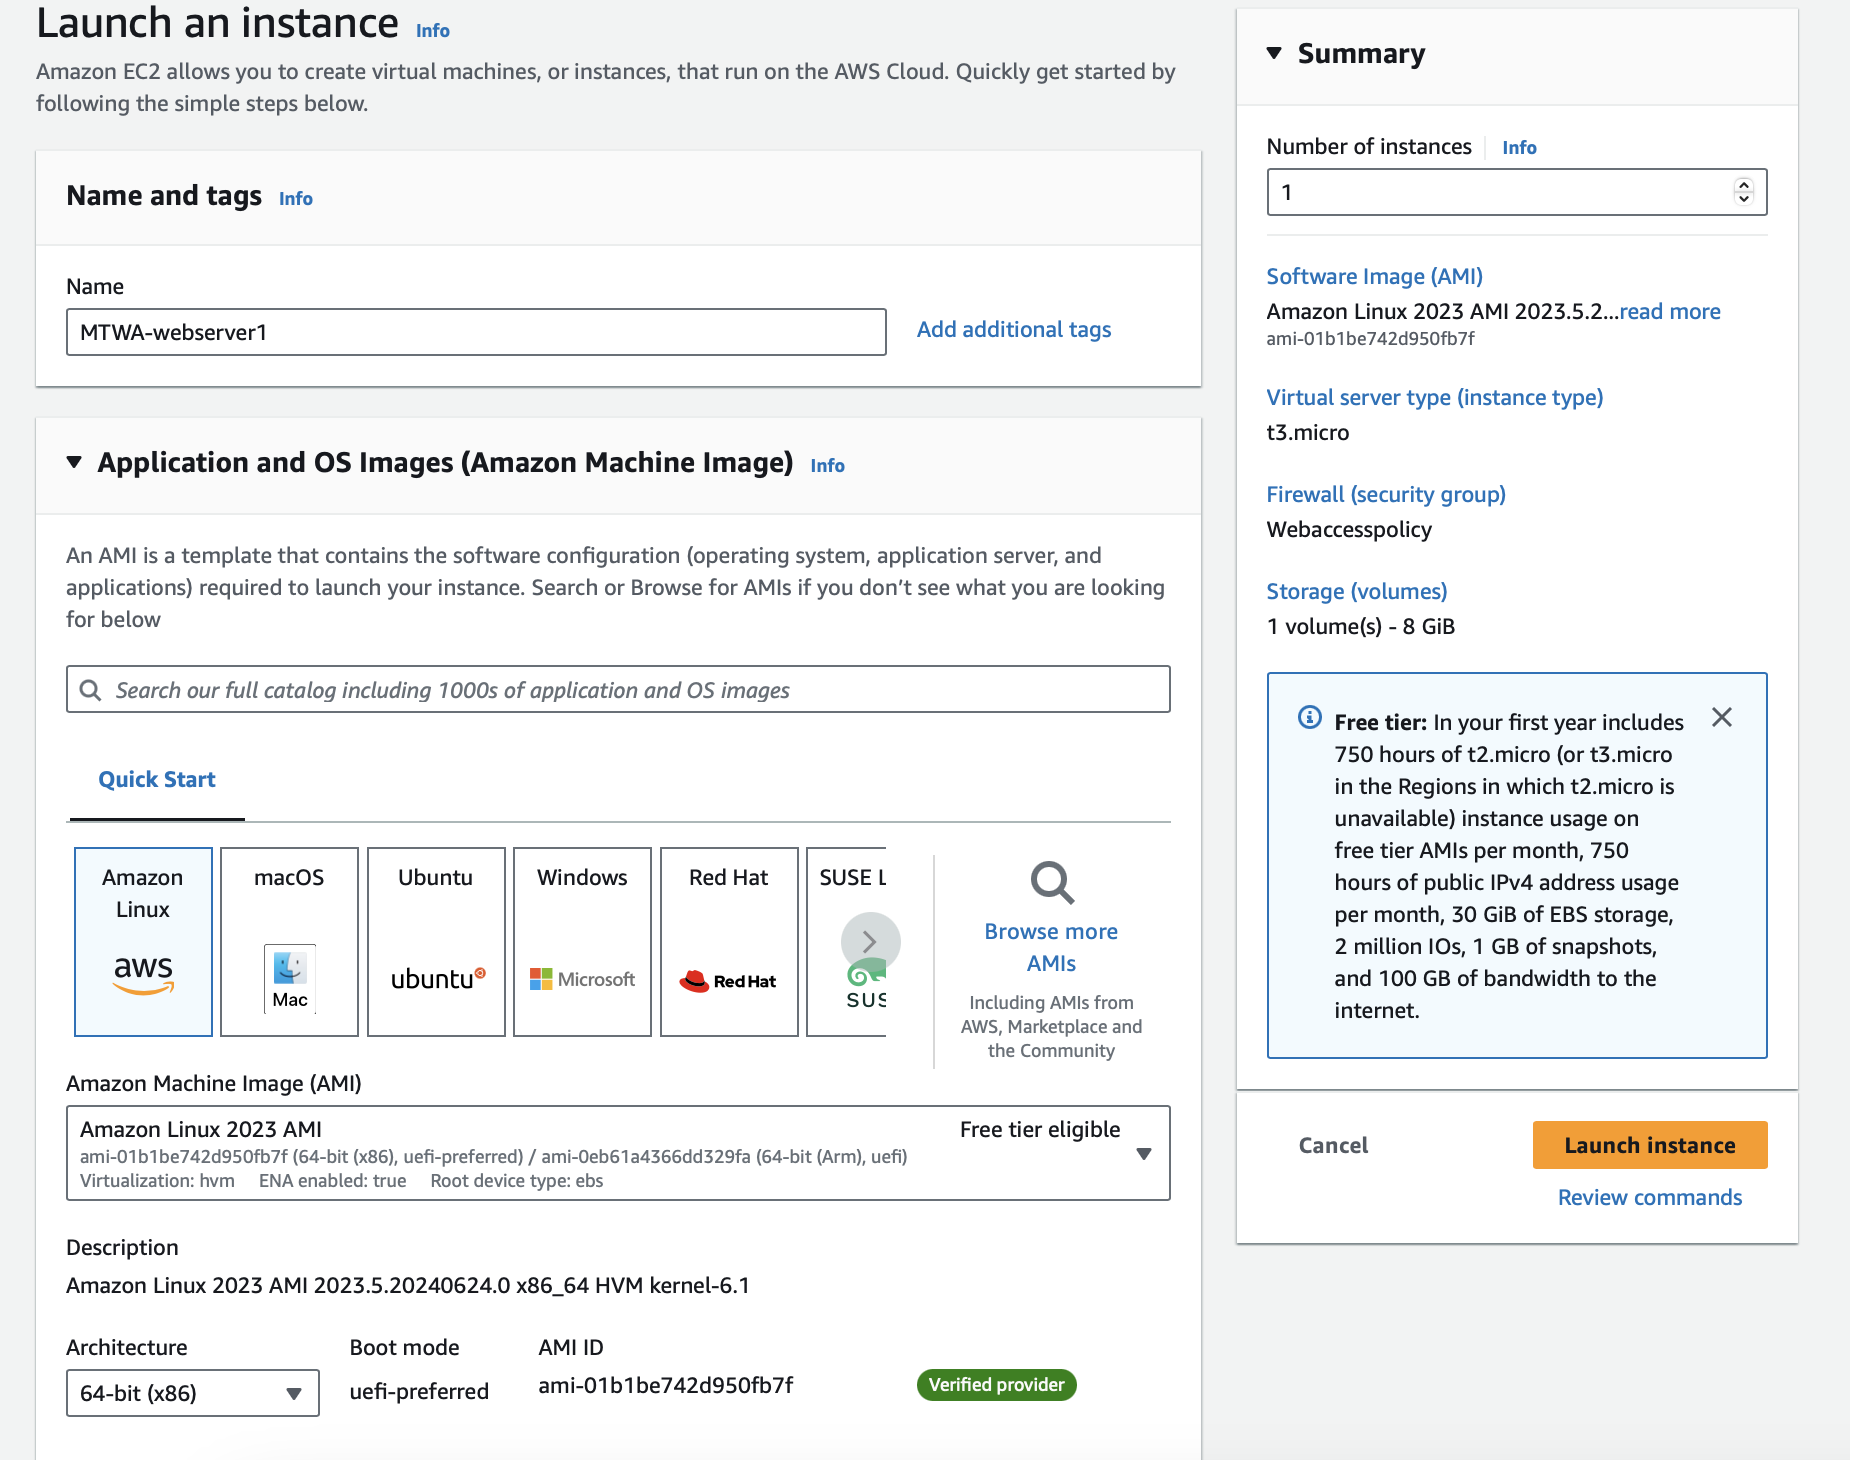 Launch an instance Info
Amazon EC2 allows you to create virtual machines, or instances, that run on the AWS Cloud. Quickly get started by
following the simple steps below.
Name and tags Info
Name
MTWA-webserver1
Add additional tags
Application and OS Images (Amazon Machine Image) Info
An AMI is a template that contains the software configuration (operating system, application server, and
applications) required to launch your instance. Search or Browse for AMIs if you don’t see what you are looking
for below
Search our full catalog including 1000s of application and OS images
Quick Start
Amazon
Linux
aws
macOS
Mac
Ubuntu
ubuntu
Windows
Microsoft
Red Hat
Red Hat
SUSE L
SUS
Browse more
AMIs
Including AMIs from
AWS, Marketplace and
the Community
Amazon Machine Image (AMI)
Amazon Linux 2023 AMI
Free tier eligible
ami-01b1be742d950fb7f (64-bit (x86), uefi-preferred) / ami-0eb61a4366dd329fa (64-bit (Arm), uefi)
Virtualization: hvm ENA enabled: true Root device type: ebs
Description
Amazon Linux 2023 AMI 2023.5.20240624.0 x86_64 HVM kernel-6.1
Architecture
64-bit (x86)
Boot mode
uefi-preferred
AMI ID
ami-01b1be742d950fb7f
Verified provider
Summary
Number of instances Info
1
Software Image (AMI)
Amazon Linux 2023 AMI 2023.5.2...read more
ami-01b1be742d950fb7f
Virtual server type (instance type)
t3.micro
Firewall (security group)
Webaccesspolicy
Storage (volumes)
1 volume(s) - 8 GiB
Free tier: In your first year includes
750 hours of t2.micro (or t3.micro
in the Regions in which t2.micro is
unavailable) instance usage on
free tier AMIs per month, 750
hours of public IPv4 address usage
per month, 30 GiB of EBS storage,
2 million IOs, 1 GB of snapshots,
and 100 GB of bandwidth to the
internet.
Cancel
Launch instance
Review commands